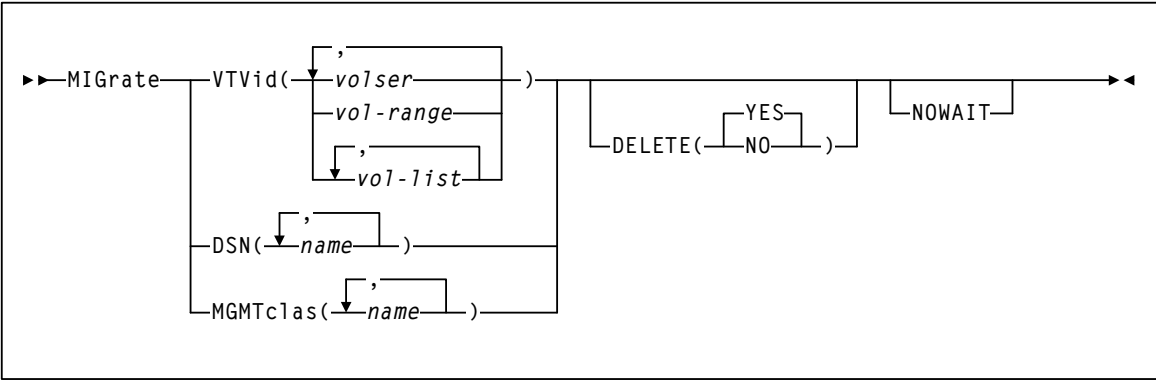 ,
MIGrate VTVid( volser )
vol-range YES NOWAIT
DELETE( NO )
,
vol-list
,
DSN( name )
,
MGMTclas( name )